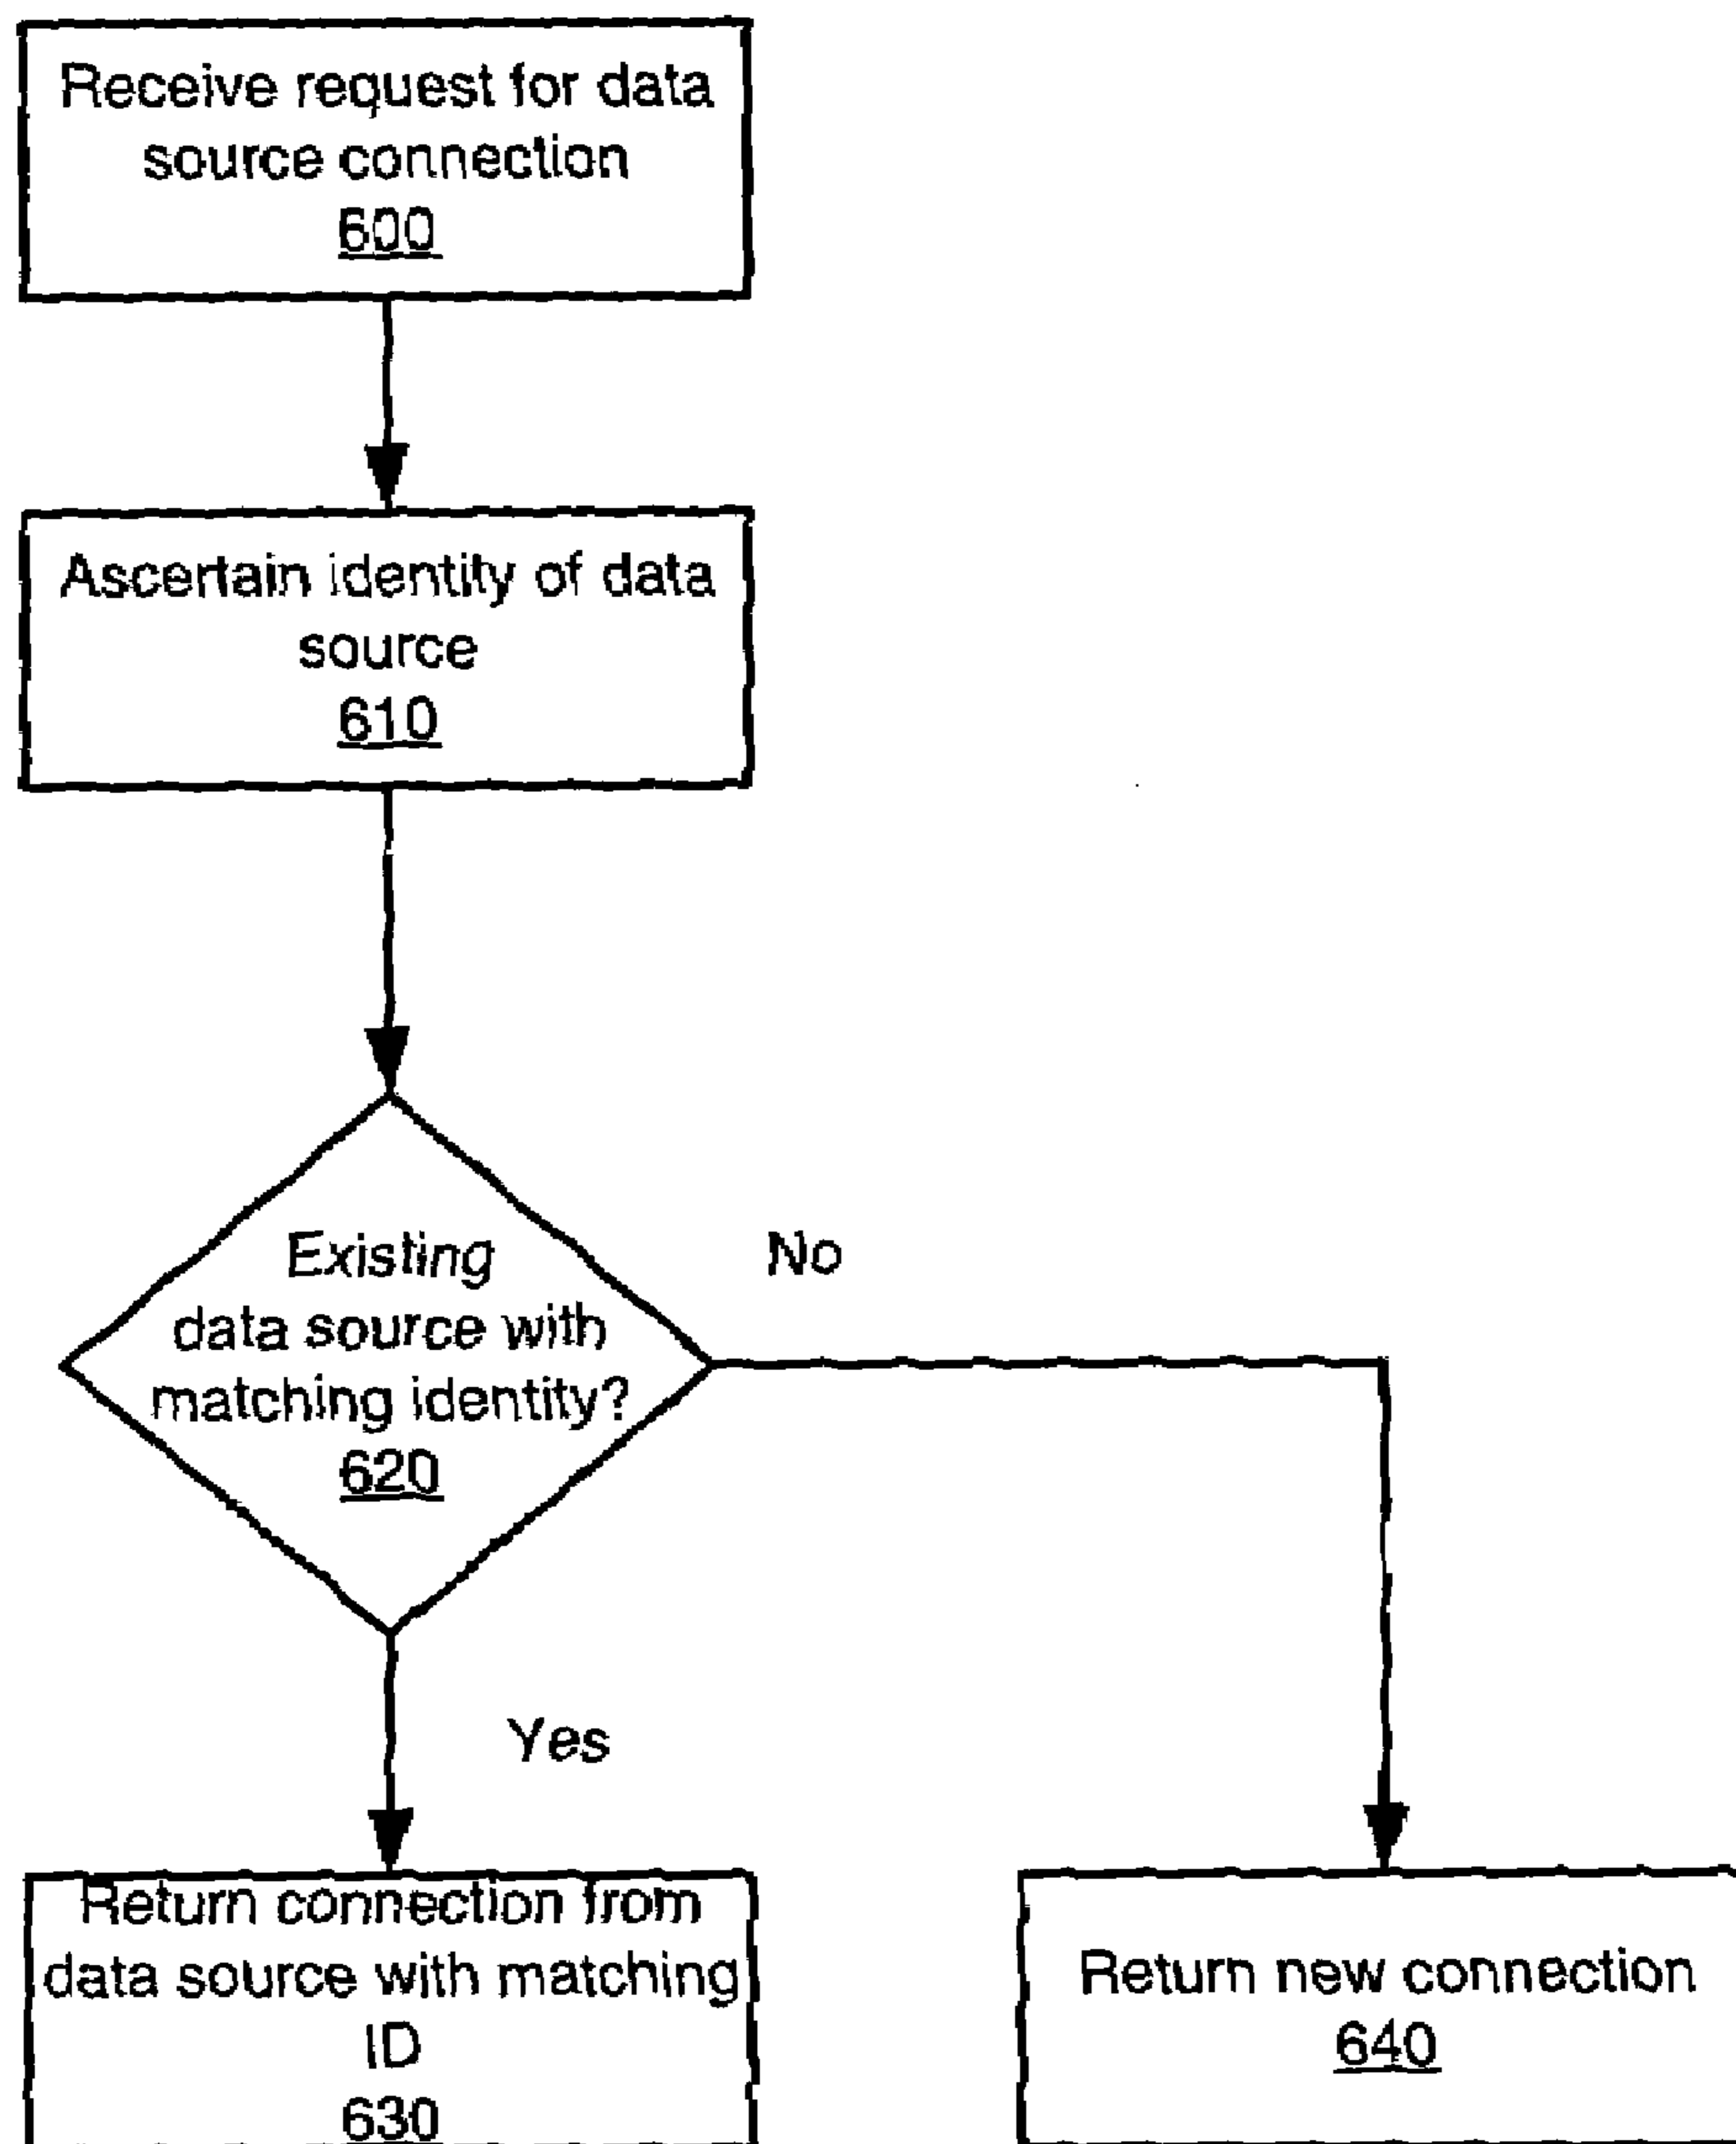 Receive request for data
source connection
600
Ascertain identity of data
source
610
Existing
data source with
matching identity?
620
No
Yes
Return connection from
data source with matching
ID
630
Return new connection
640